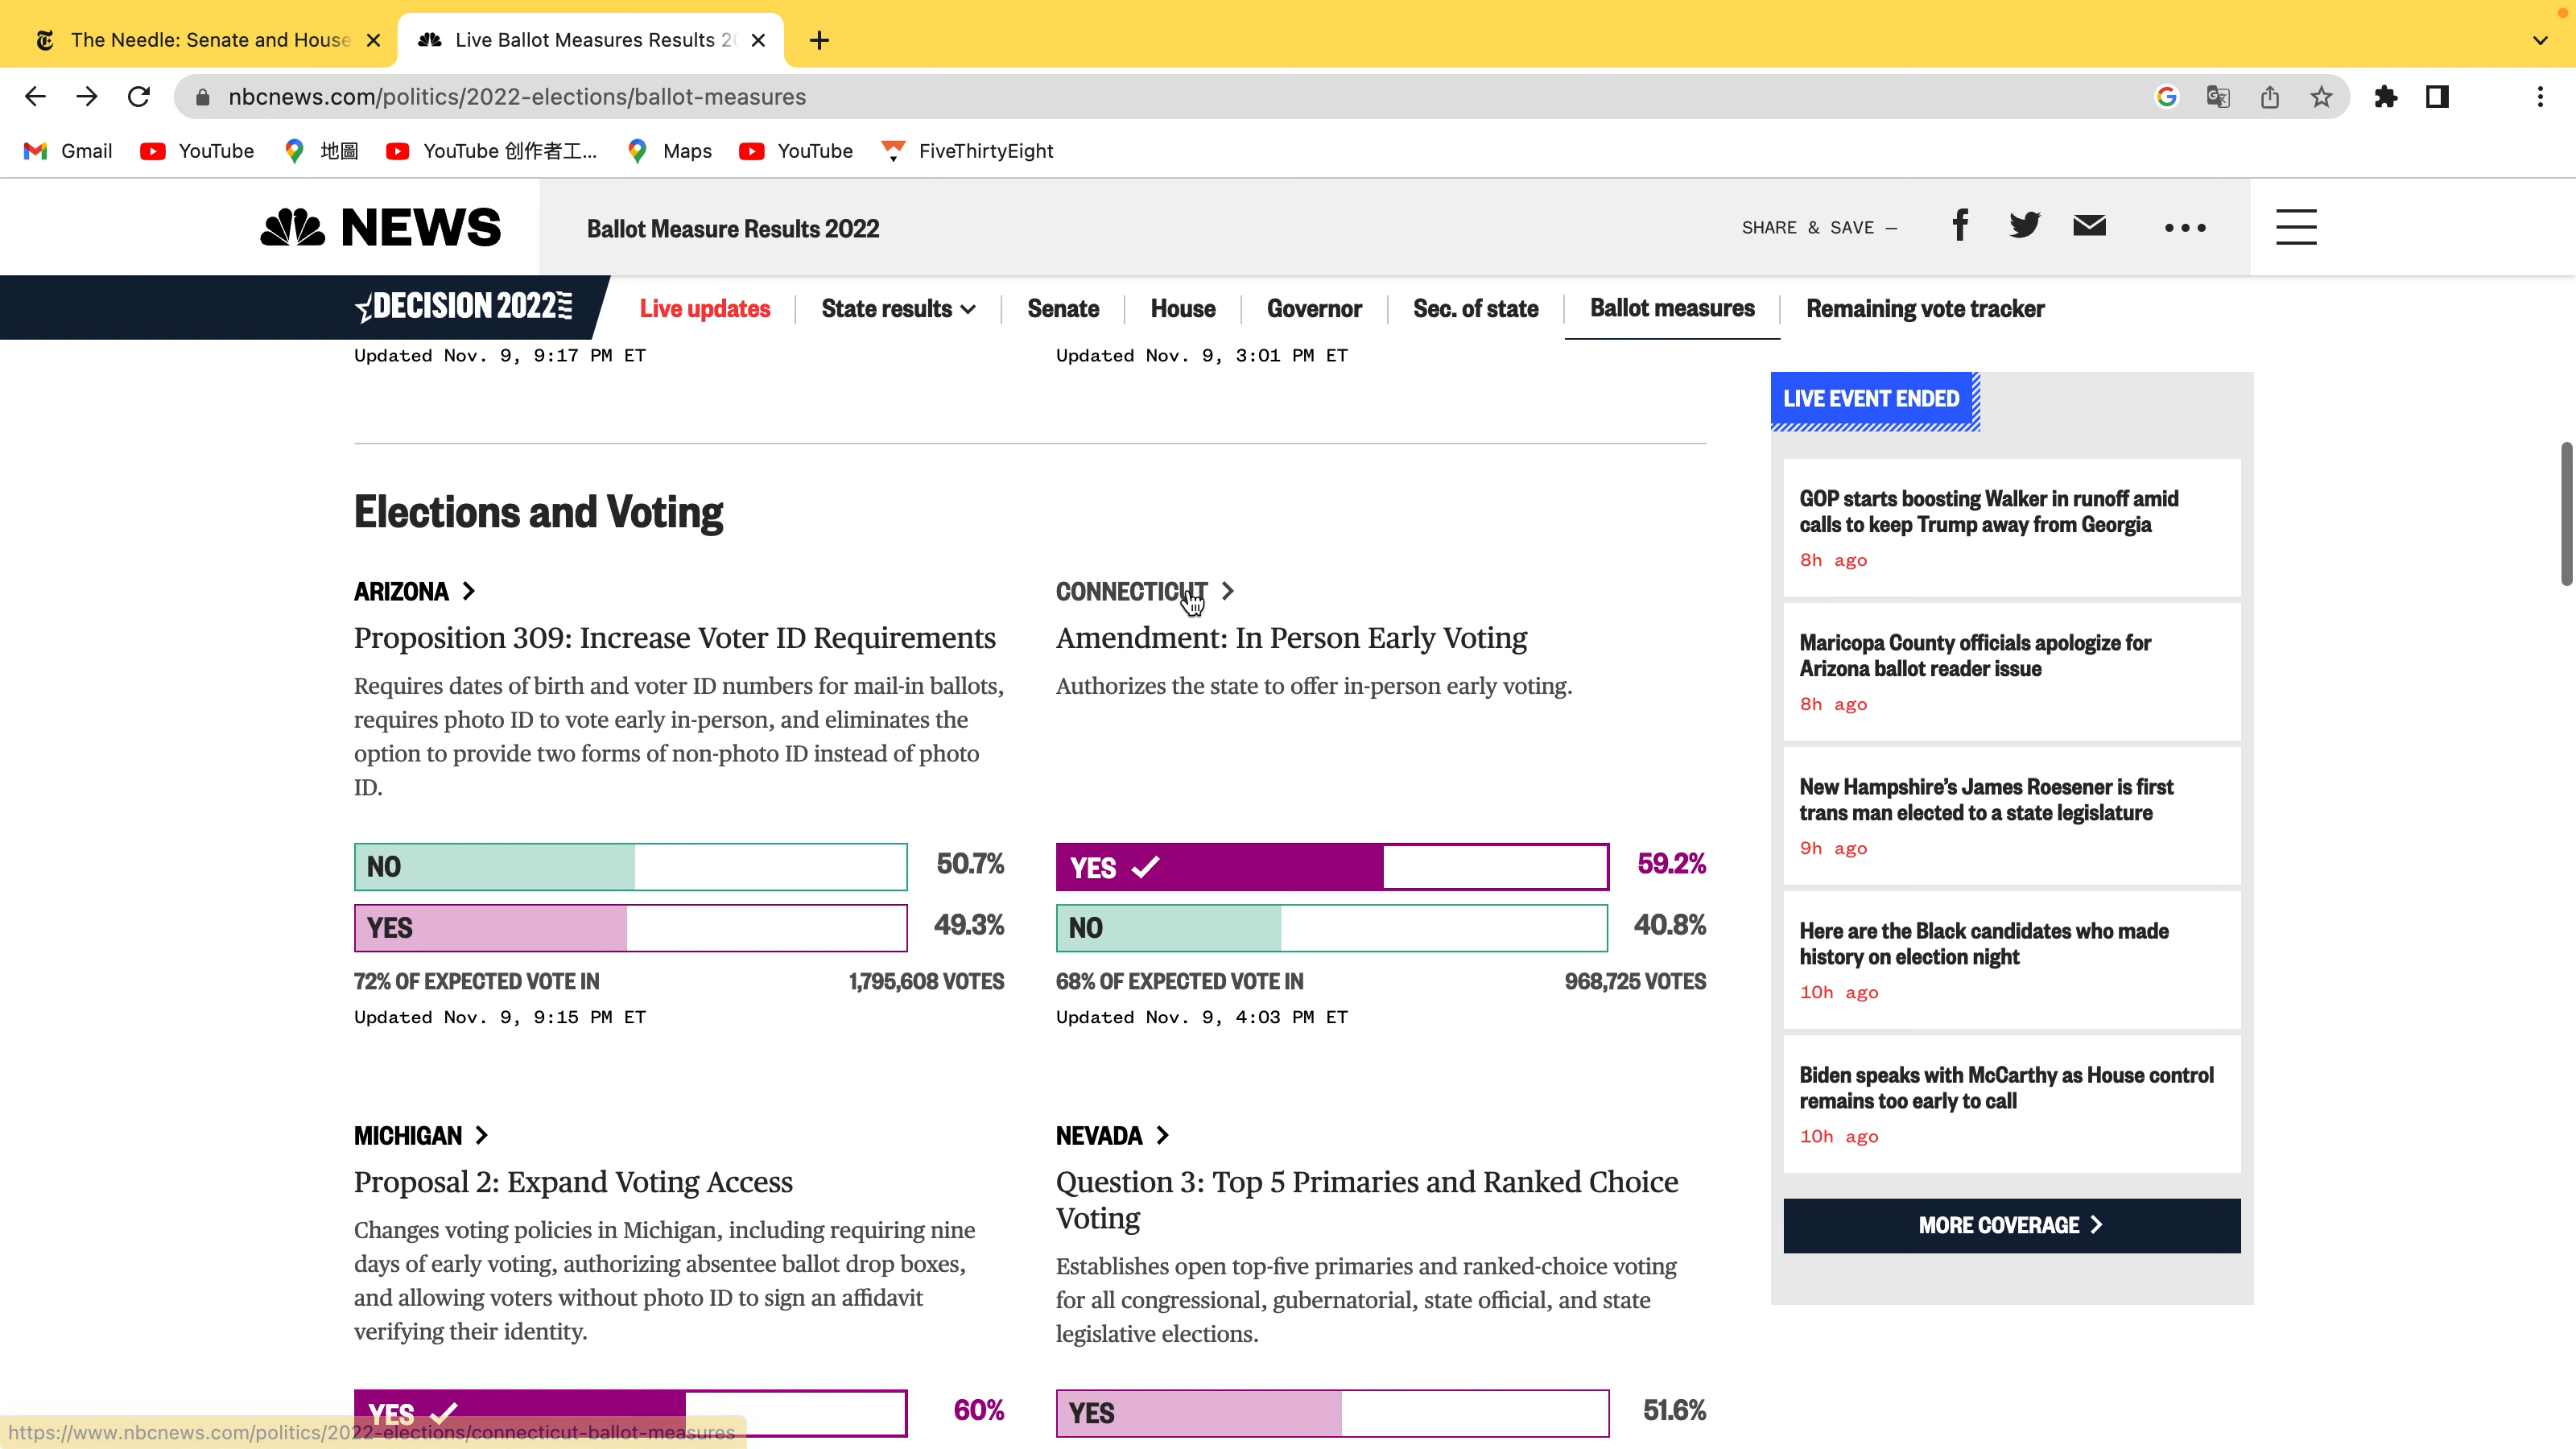 The Needle: Senate and House
Live Ballot Measures Results 20
nbcnews.com/politics/2022-elections/ballot-measures
Gmail YouTube 地圖 YouTube 创作者工... Maps YouTube FiveThirtyEight
NEWS
Ballot Measure Results 2022
SHARE & SAVE —
DECISION 2022
Live updates State results Senate House Governor Sec. of state Ballot measures Remaining vote tracker
Updated Nov. 9, 9:17 PM ET
Updated Nov. 9, 3:01 PM ET
Elections and Voting
ARIZONA
Proposition 309: Increase Voter ID Requirements
Requires dates of birth and voter ID numbers for mail-in ballots,
requires photo ID to vote early in-person, and eliminates the
option to provide two forms of non-photo ID instead of photo
ID.
NO 50.7%
YES 49.3%
72% OF EXPECTED VOTE IN 1,795,608 VOTES
Updated Nov. 9, 9:15 PM ET
CONNECTICUT
Amendment: In Person Early Voting
Authorizes the state to offer in-person early voting.
YES 59.2%
NO 40.8%
68% OF EXPECTED VOTE IN 968,725 VOTES
Updated Nov. 9, 4:03 PM ET
MICHIGAN
Proposal 2: Expand Voting Access
Changes voting policies in Michigan, including requiring nine
days of early voting, authorizing absentee ballot drop boxes,
and allowing voters without photo ID to sign an affidavit
verifying their identity.
YES 60%
NEVADA
Question 3: Top 5 Primaries and Ranked Choice
Voting
Establishes open top-five primaries and ranked-choice voting
for all congressional, gubernatorial, state official, and state
legislative elections.
YES 51.6%
LIVE EVENT ENDED
GOP starts boosting Walker in runoff amid
calls to keep Trump away from Georgia
8h ago
Maricopa County officials apologize for
Arizona ballot reader issue
8h ago
New Hampshire's James Roesener is first
trans man elected to a state legislature
9h ago
Here are the Black candidates who made
history on election night
10h ago
Biden speaks with McCarthy as House control
remains too early to call
10h ago
MORE COVERAGE
https://www.nbcnews.com/politics/2022-elections/connecticut-ballot-measures